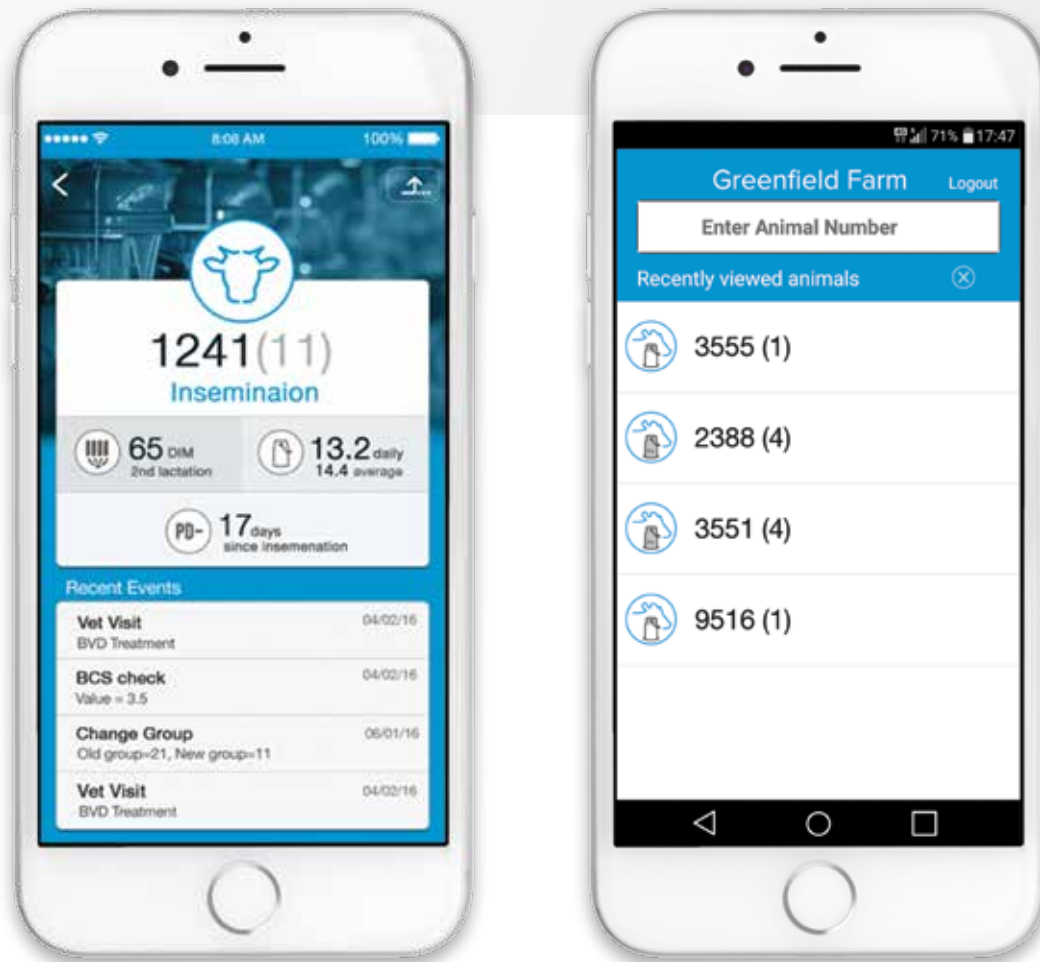 8:08 AM
100%
1241(11)
Inseminaion
65 DIM
2nd lactation
13.2 daily
14.4 average
PD-
17 days
since insemenation
Recent Events
Vet Visit
04/02/16
BVD Treatment
BCS check
04/02/16
Value = 3.5
Change Group
06/01/16
Old group=21, New group=11
Vet Visit
04/02/16
BVD Treatment
71% 17:47
Greenfield Farm
Logout
Enter Animal Number
Recently viewed animals
3555 (1)
2388 (4)
3551 (4)
9516 (1)